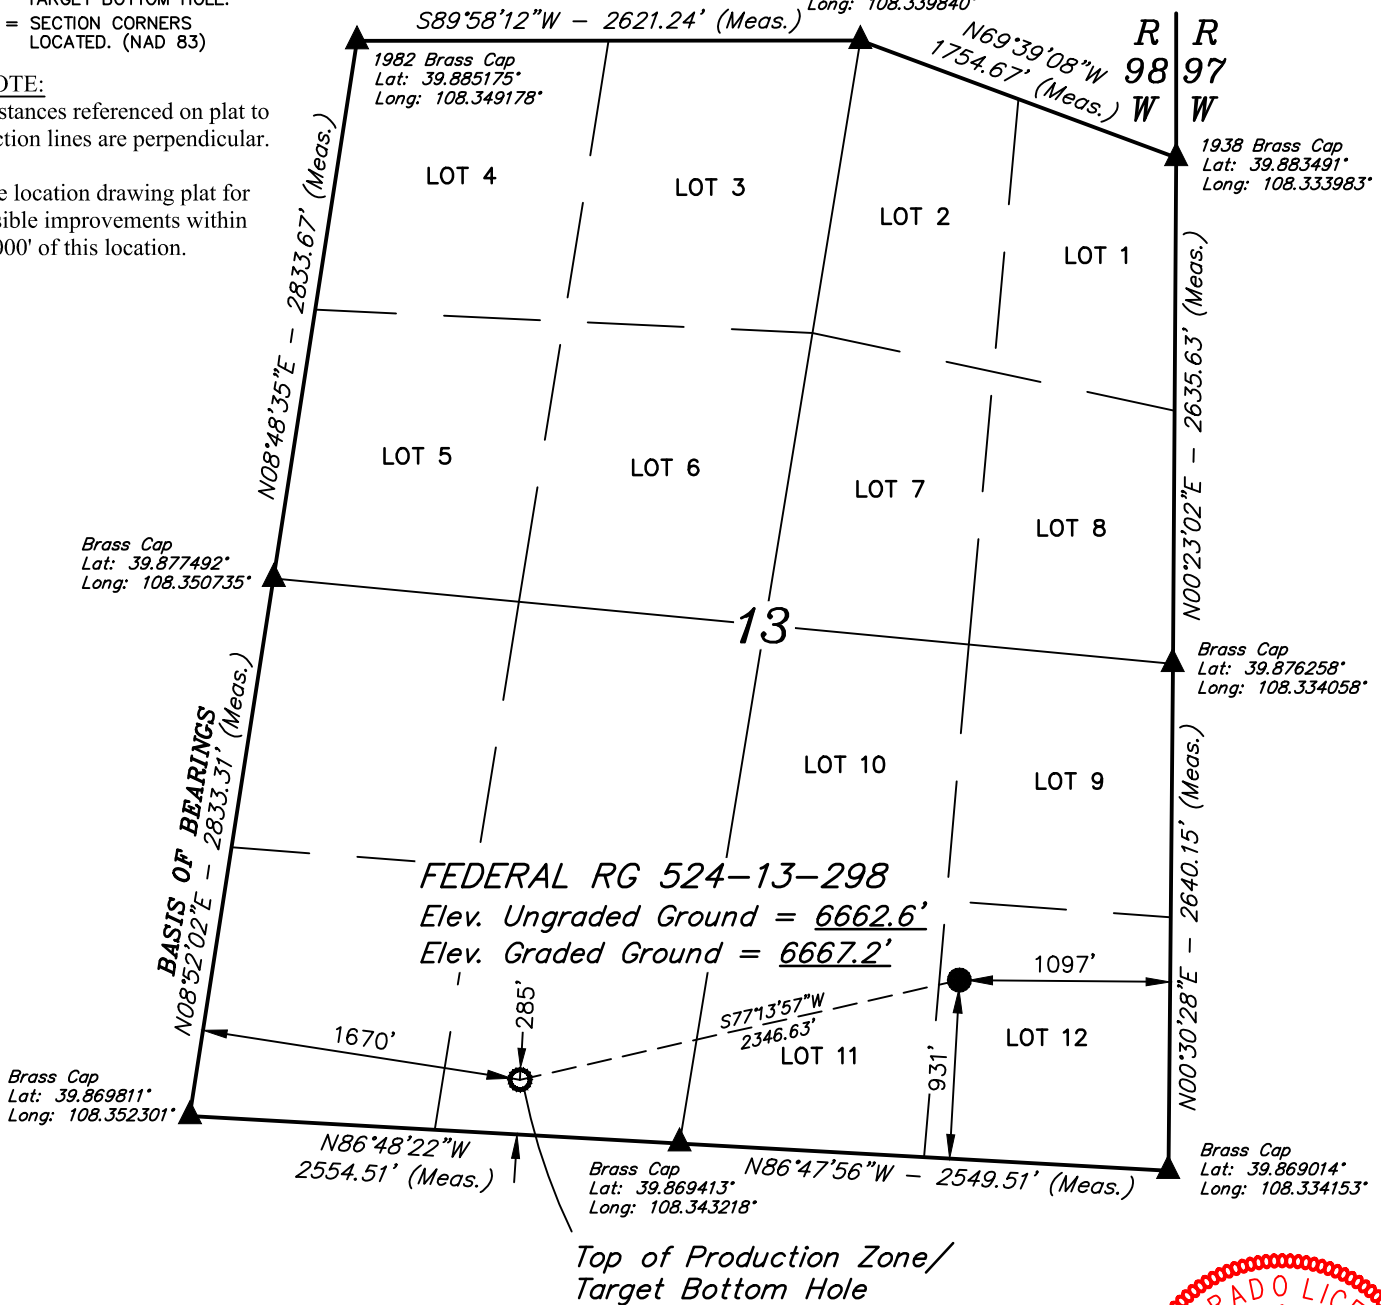 TARGET BOTTOM HOLE.
= SECTION CORNERS
LOCATED. (NAD 83)
S89°58'12"W - 2621.24' (Meas.)
Long: 108.339840°
N69°39'08"W
1754.67' (Meas.)
R R
98 97
W W
1982 Brass Cap
Lat: 39.885175°
Long: 108.349178°
to
lines are perpendicular.
location drawing plat for
improvements within
of this location.
referenced on plat
1938 Brass Cap
Lat: 39.883491°
Long: 108.333983°
LOT 4
LOT 3
LOT 2
LOT 1
N08°48'35"E - 2833.67' (Meas.)
N00°23'02"E - 2635.63' (Meas.)
LOT 5
LOT 6
LOT 7
LOT 8
Brass Cap
Lat: 39.877492°
Long: 108.350735°
13
Brass Cap
Lat: 39.876258°
Long: 108.334058°
BASIS OF BEARINGS
N08°52'02"E - 2833.31' (Meas.)
LOT 10
LOT 9
N00°30'28"E - 2640.15' (Meas.)
FEDERAL RG 524-13-298
Elev. Ungraded Ground = 6662.6'
Elev. Graded Ground = 6667.2'
1097'
285'
S77°13'57"W
2346.63'
1670'
931'
LOT 11
LOT 12
Brass Cap
Lat: 39.869811°
Long: 108.352301°
N86°48'22"W
2554.51' (Meas.)
Brass Cap
Lat: 39.869413°
Long: 108.343218°
N86°47'56"W - 2549.51' (Meas.)
Brass Cap
Lat: 39.869014°
Long: 108.334153°
Top of Production Zone/
Target Bottom Hole